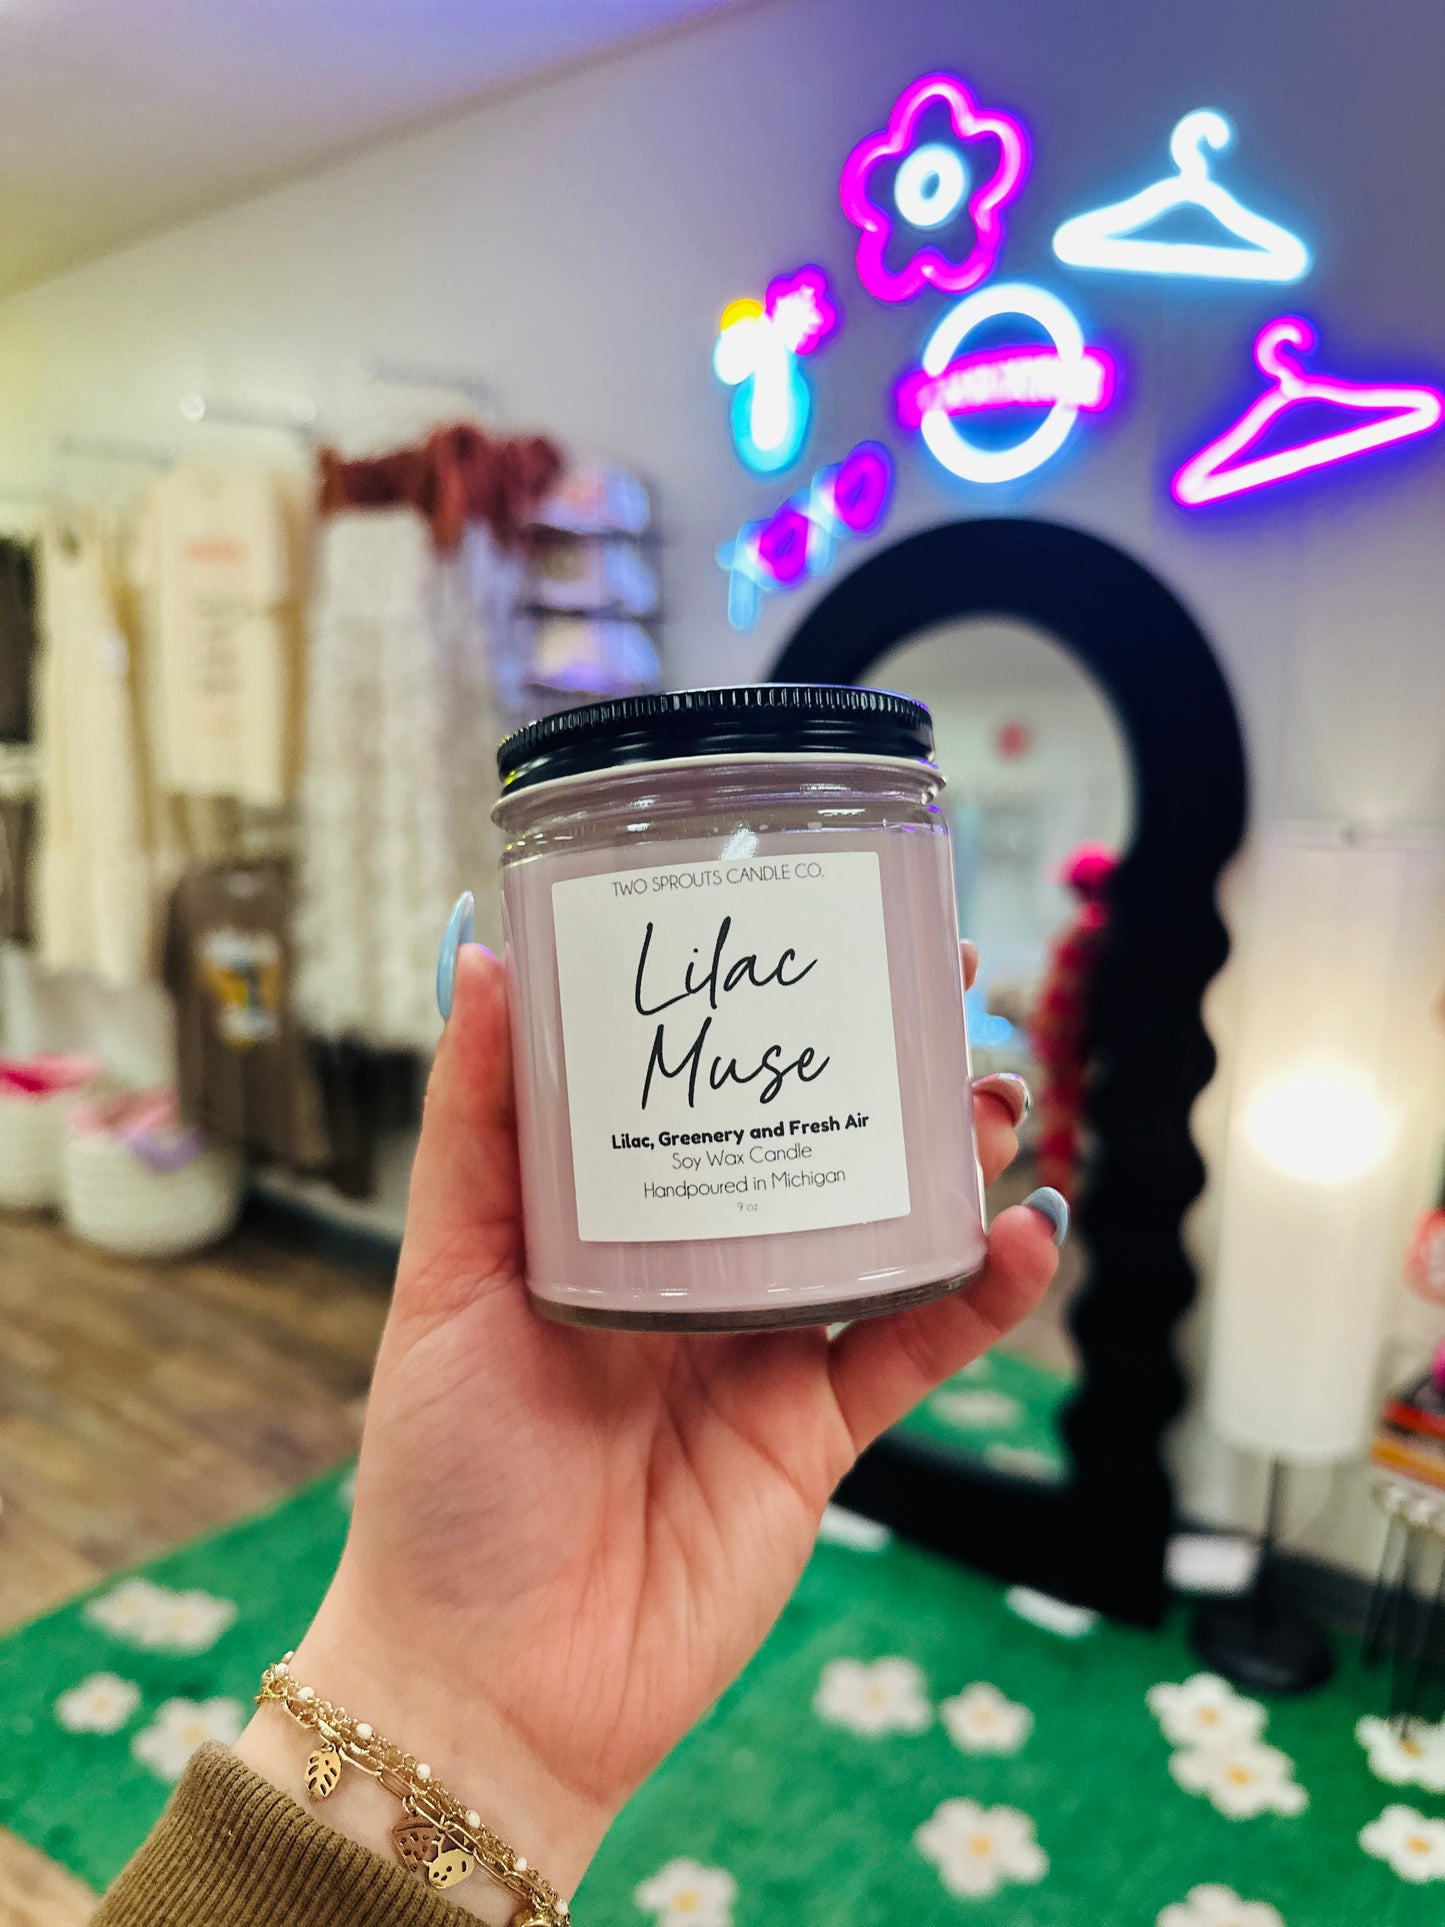 TWO SPROUTS CANDLE CO.
Lilac
Muse
Lilac, Greenery and Fresh Air
Soy Wax Candle
Handpoured in Michigan
9 oz